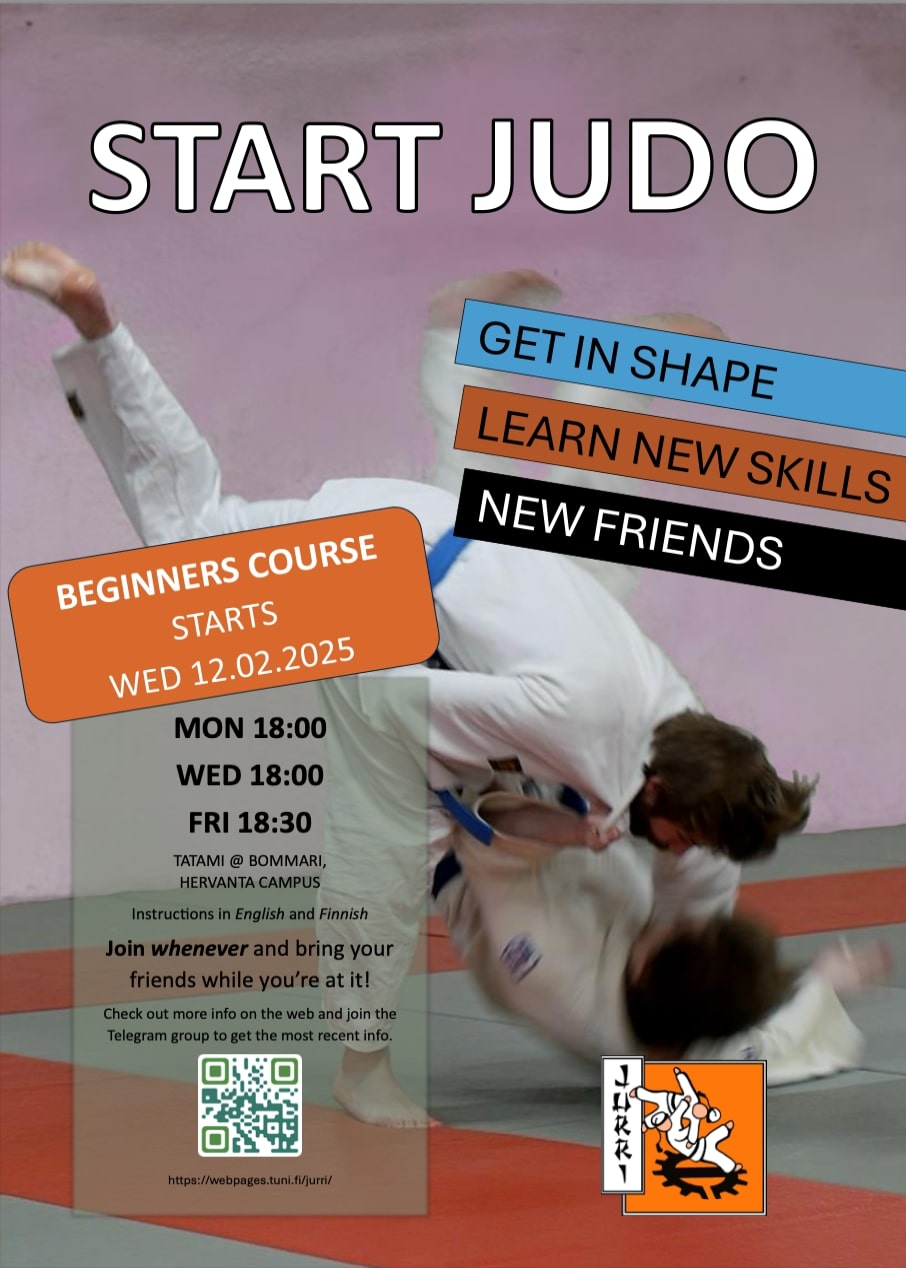 START JUDO
GET IN SHAPE
LEARN NEW SKILLS
NEW FRIENDS
BEGINNERS COURSE
STARTS
WED 12.02.2025
MON 18:00
WED 18:00
FRI 18:30
TATAMI @ BOMMARI,
HERVANTA CAMPUS
Instructions in English and Finnish
Join whenever and bring your
friends while you’re at it!
Check out more info on the web and join the
Telegram group to get the most recent info.
https://webpages.tuni.fi/jurri/
JURRI